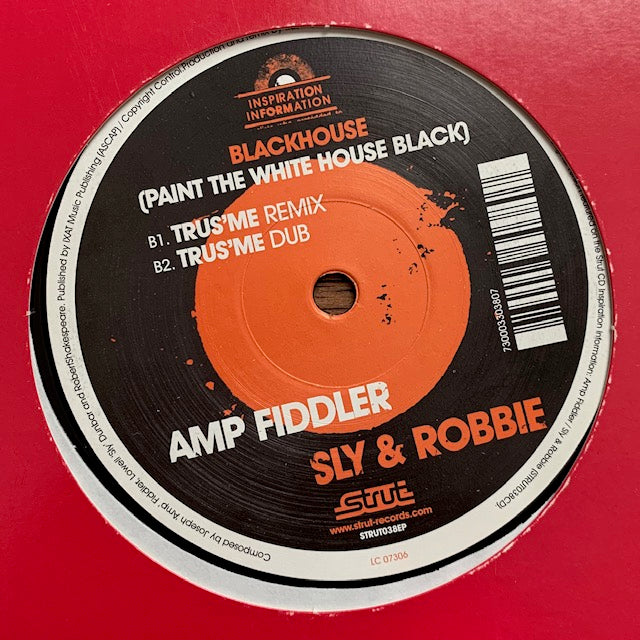 INSPIRATION
INFORMATION
BLACKHOUSE
(PAINT THE WHITE HOUSE BLACK)
B1. TRUS'ME REMIX
B2. TRUS'ME DUB
730003303807
AMP FIDDLER
SLY & ROBBIE
strut
www.strut-records.com
STRUT038EP
LC 07306
Composed by Joseph 'Amp' Fiddler, Lowell 'Sly' Dunbar and Robert Shakespeare. Published by IXAT Music Publishing (ASCAP) / Copyright Control. Production and remix by
on the Strut CD Inspiration Information: Amp Fiddler / Sly & Robbie (STRUT038CD).